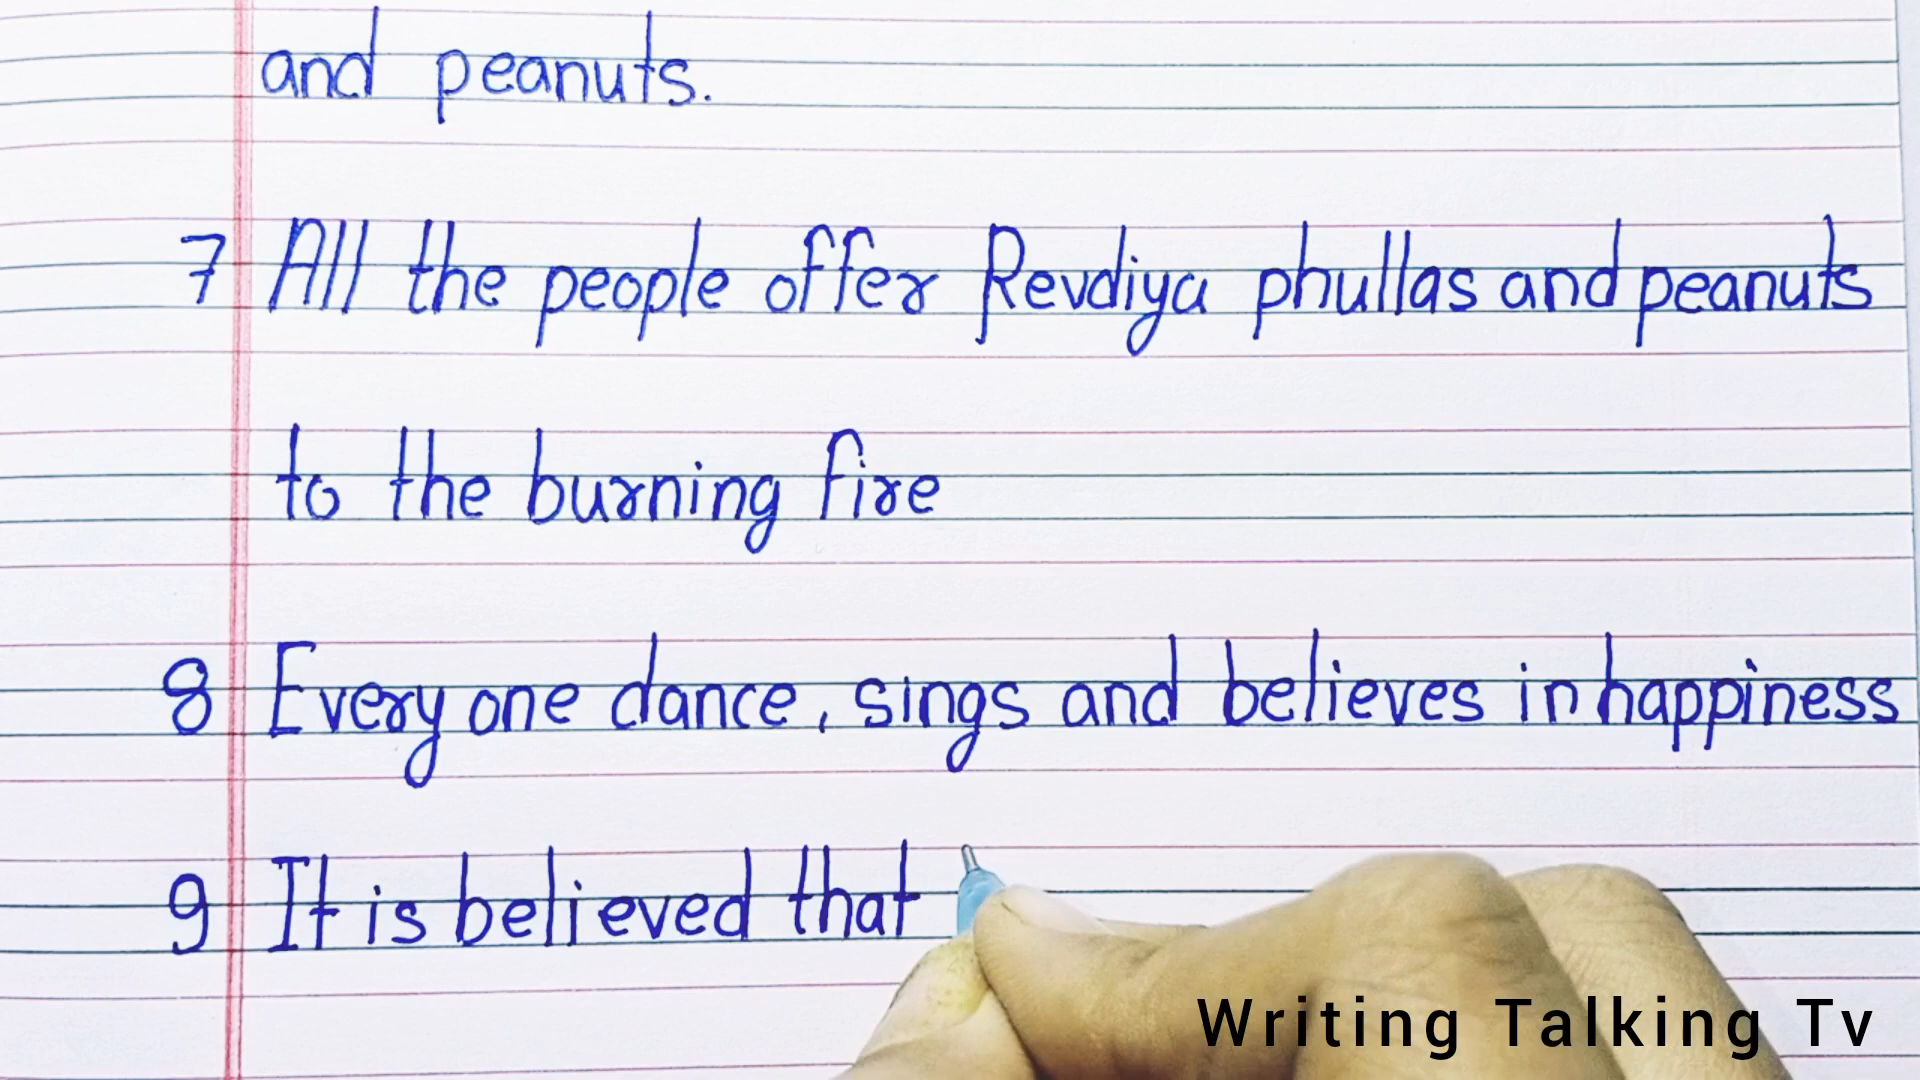 and peanuts.
7 All the people offer Revdiya phullas and peanuts
to the burning fire
8 Every one dance, sings and believes in happiness
9 It is believed that
Writing Talking Tv